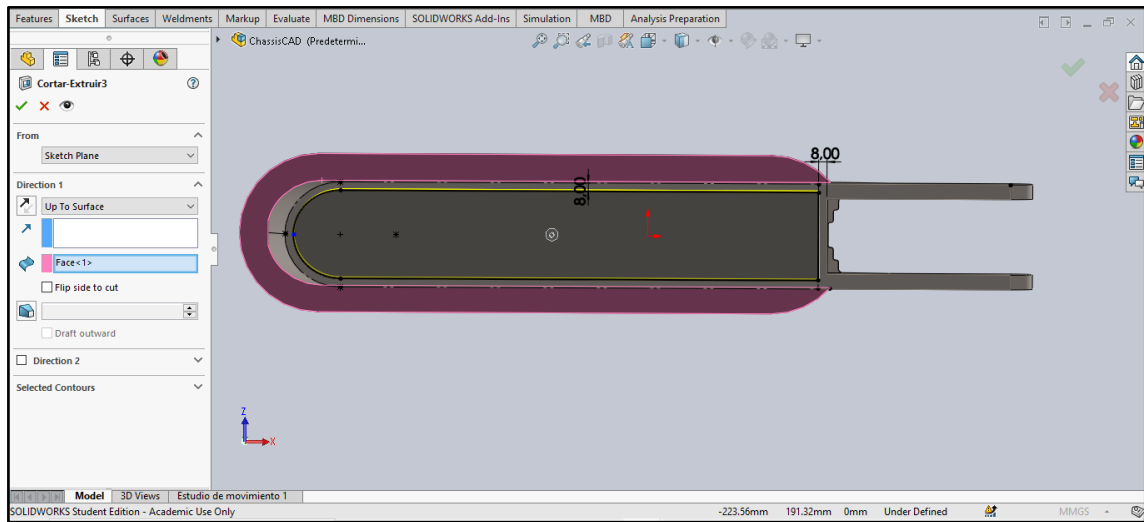 Features Sketch Surfaces Weldments Markup Evaluate MBD Dimensions SOLIDWORKS Add-Ins Simulation MBD Analysis Preparation
ChassisCAD (Predetermi...
Cortar-Extruir3
From
Sketch Plane
Direction 1
Up To Surface
Face<1>
Flip side to cut
Draft outward
Direction 2
Selected Contours
8,00
8,00
Z
X
Model 3D Views Estudio de movimiento 1
SOLIDWORKS Student Edition - Academic Use Only -223.56mm 191.32mm 0mm Under Defined MMGS